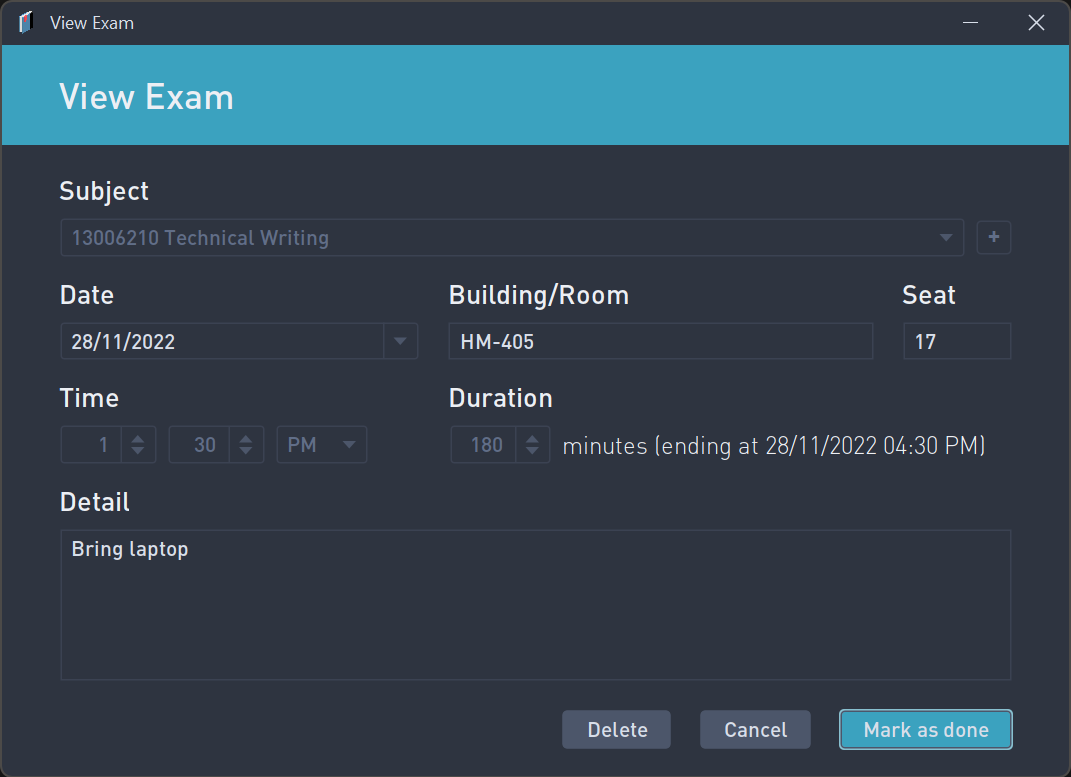 View Exam
View Exam
Subject
13006210 Technical Writing
+
Date Building/Room Seat
28/11/2022 HM-405 17
Time Duration
1 30 PM 180 minutes (ending at 28/11/2022 04:30 PM)
Detail
Bring laptop
Delete Cancel Mark as done